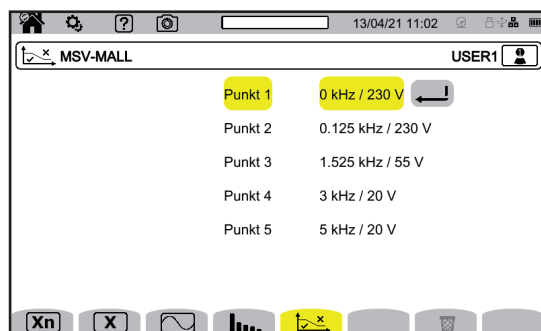 ?
13/04/21 11:02
MSV-MALL
USER1
Punkt 1 0 kHz / 230 V
Punkt 2 0.125 kHz / 230 V
Punkt 3 1.525 kHz / 55 V
Punkt 4 3 kHz / 20 V
Punkt 5 5 kHz / 20 V
Xn X